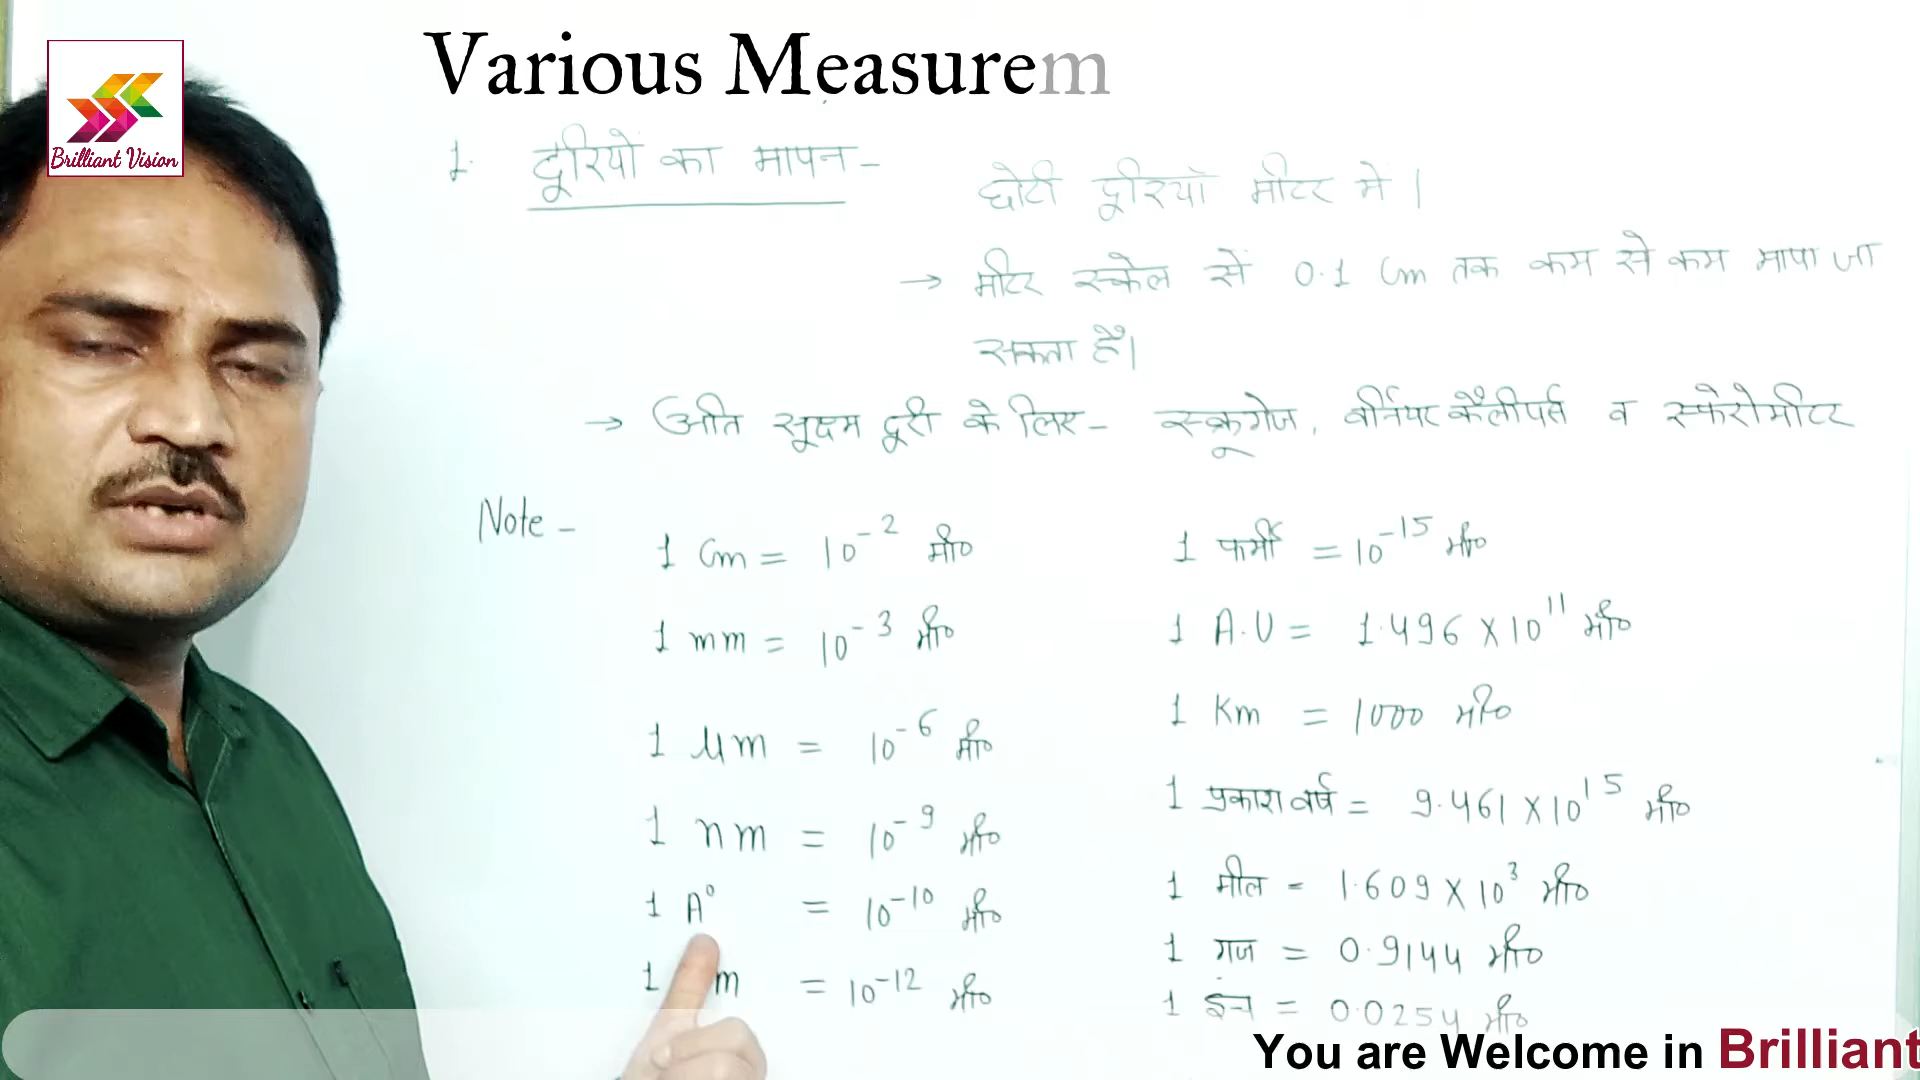 Various Measurem
Brilliant Vision
1. दूरियों का मापन-
छोटी दूरियाँ मीटर में।
→ मीटर स्केल से 0.1 Cm तक कम से कम मापा जा
सकता है।
→ अति सूक्ष्म दूरी के लिए- स्क्रूगेज, वर्नियर कैलीपर्स व स्फेरोमीटर
Note -
1 Cm = 10⁻² मी०
1 mm = 10⁻³ मी०
1 μm = 10⁻⁶ मी०
1 nm = 10⁻⁹ मी०
1 A° = 10⁻¹⁰ मी०
1 m = 10⁻¹² मी०
1 फर्मी = 10⁻¹⁵ मी०
1 A.U = 1.496 X 10¹¹ मी०
1 Km = 1000 मी०
1 प्रकाश वर्ष = 9.461 X 10¹⁵ मी०
1 मील = 1.609 X 10³ मी०
1 गज = 0.9144 मी०
1 इंच = 0.0254 मी०
You are Welcome in Brilliant